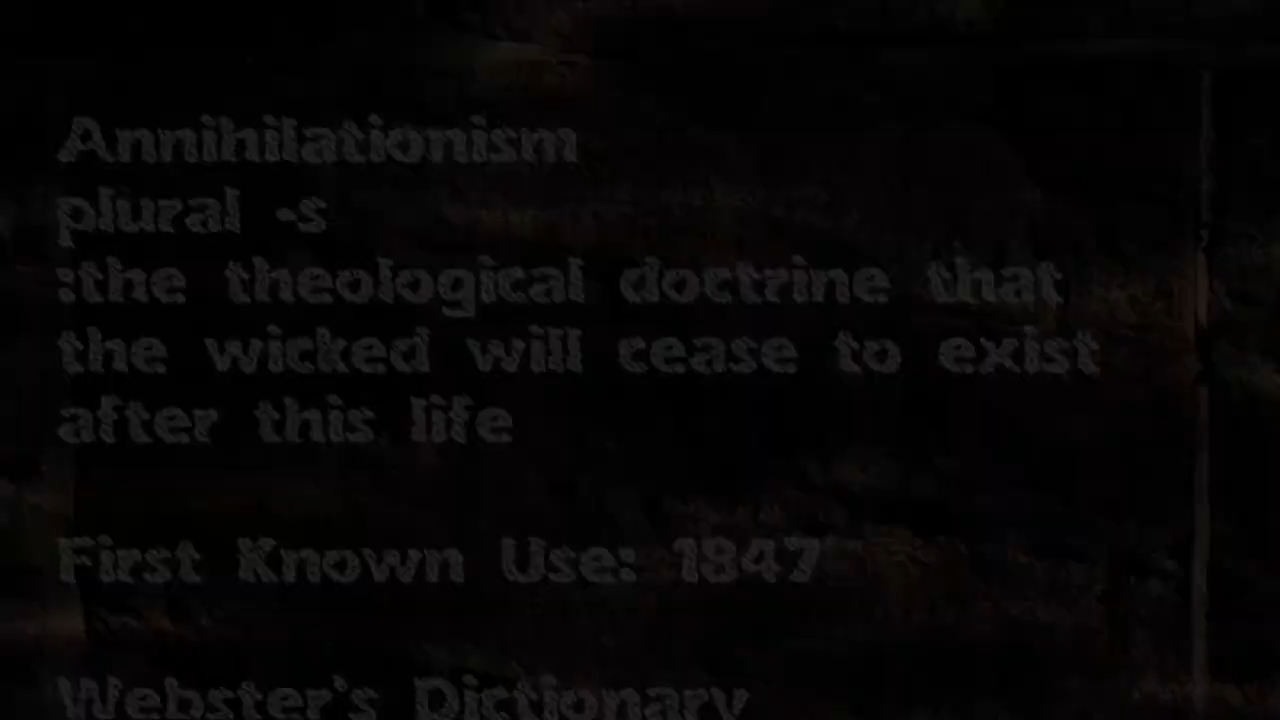 Annihilationism
plural -s
:the theological doctrine that
the wicked will cease to exist
after this life
First Known Use: 1847
Webster's Dictionary